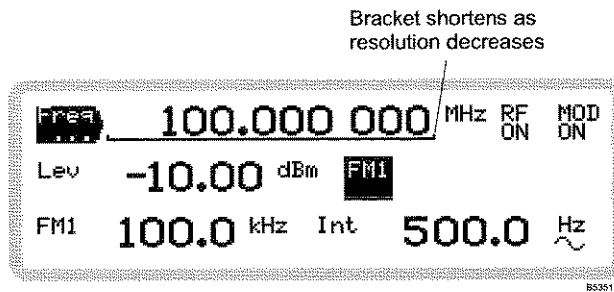 Bracket shortens as
resolution decreases
Freq 100.000 000 MHz RF ON MOD ON
Lev -10.00 dBm FM1
FM1 100.0 kHz Int 500.0 Hz
B5351